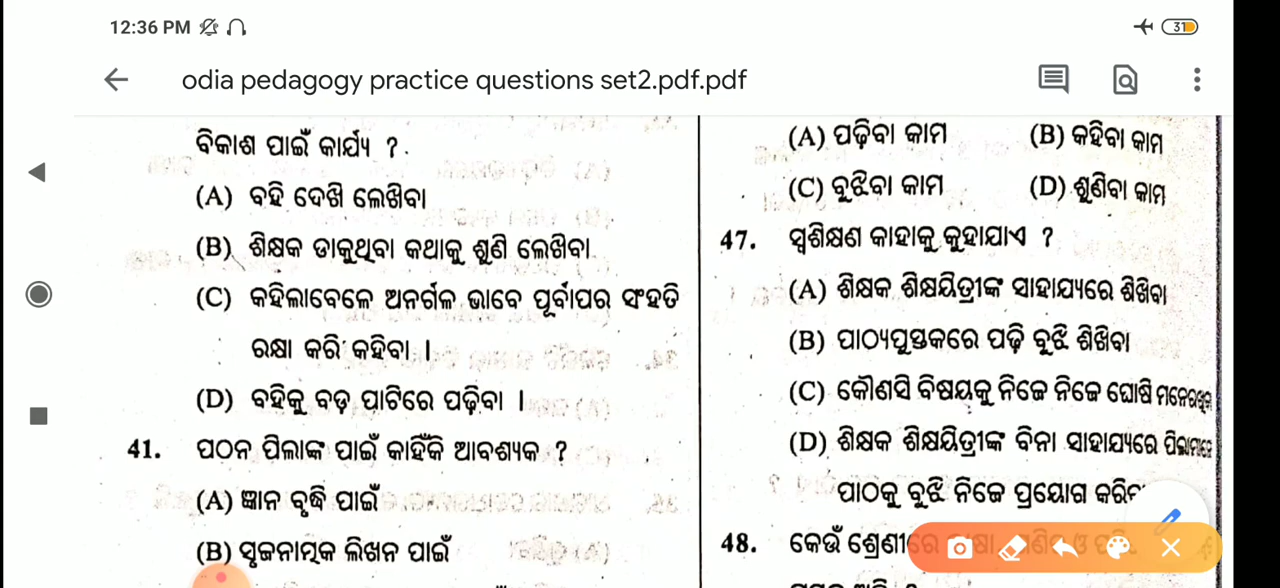 12:36 PM
31
odia pedagogy practice questions set2.pdf.pdf
ବିକାଶ ପାଇଁ କାର୍ଯ୍ୟ ?
(A) ବହି ଦେଖି ଲେଖିବା
(B) ଶିକ୍ଷକ ଡାକୁଥିବା କଥାକୁ ଶୁଣି ଲେଖିବା
(C) କହିଲାବେଳେ ଅନର୍ଗଳ ଭାବେ ପୂର୍ବାପର ସଂହତି
ରକ୍ଷା କରି କହିବା ।
(D) ବହିକୁ ବଡ଼ ପାଟିରେ ପଢ଼ିବା ।
41. ପଠନ ପିଲାଙ୍କ ପାଇଁ କାହିଁକି ଆବଶ୍ୟକ ?
(A) ଜ୍ଞାନ ବୃଦ୍ଧି ପାଇଁ
(B) ସୃଜନାତ୍ମକ ଲିଖନ ପାଇଁ
(A) ପଢ଼ିବା କାମ (B) କହିବା କାମ
(C) ବୁଝିବା କାମ (D) ଶୁଣିବା କାମ
47. ସ୍ୱଶିକ୍ଷଣ କାହାକୁ କୁହାଯାଏ ?
(A) ଶିକ୍ଷକ ଶିକ୍ଷୟିତ୍ରୀଙ୍କ ସାହାଯ୍ୟରେ ଶିଖିବା
(B) ପାଠ୍ୟପୁସ୍ତକରେ ପଢ଼ି ବୁଝି ଶିଖିବା
(C) କୌଣସି ବିଷୟକୁ ନିଜେ ନିଜେ ଘୋଷି
(D) ଶିକ୍ଷକ ଶିକ୍ଷୟିତ୍ରୀଙ୍କ ବିନା ସାହାଯ୍ୟରେ
ପାଠକୁ ବୁଝି ନିଜେ ପ୍ରୟୋଗ
48. କେଉଁ